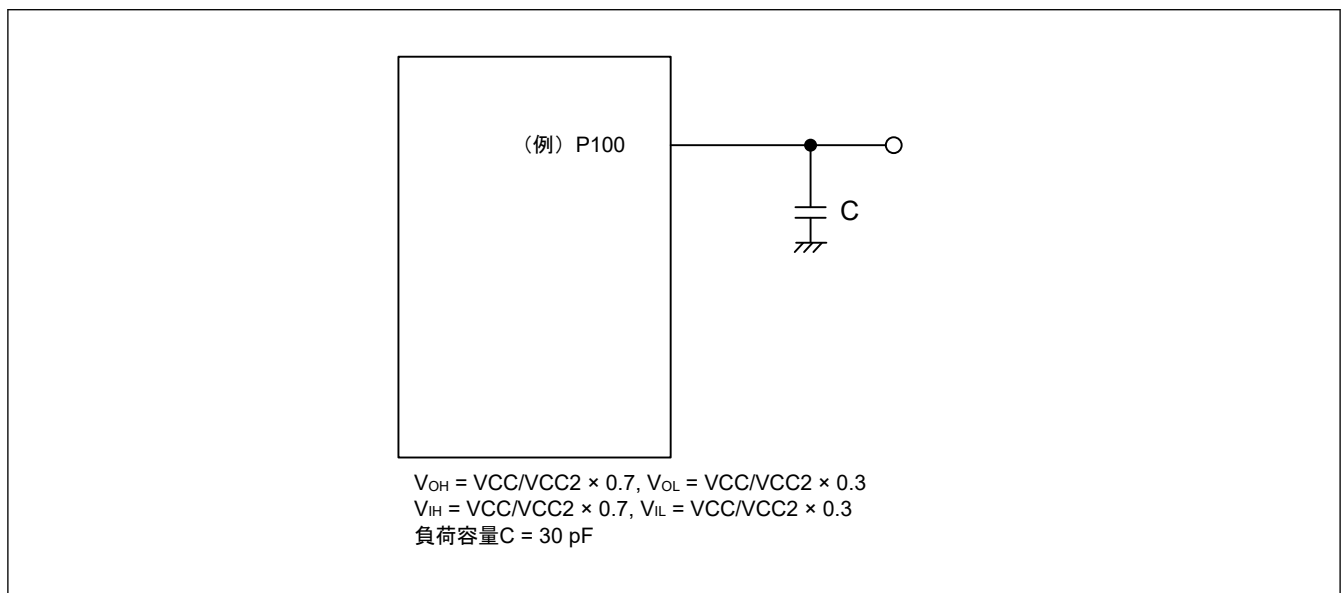 （例）P100
C
VOH = VCC/VCC2 × 0.7, VOL = VCC/VCC2 × 0.3
VIH = VCC/VCC2 × 0.7, VIL = VCC/VCC2 × 0.3
負荷容量C = 30 pF